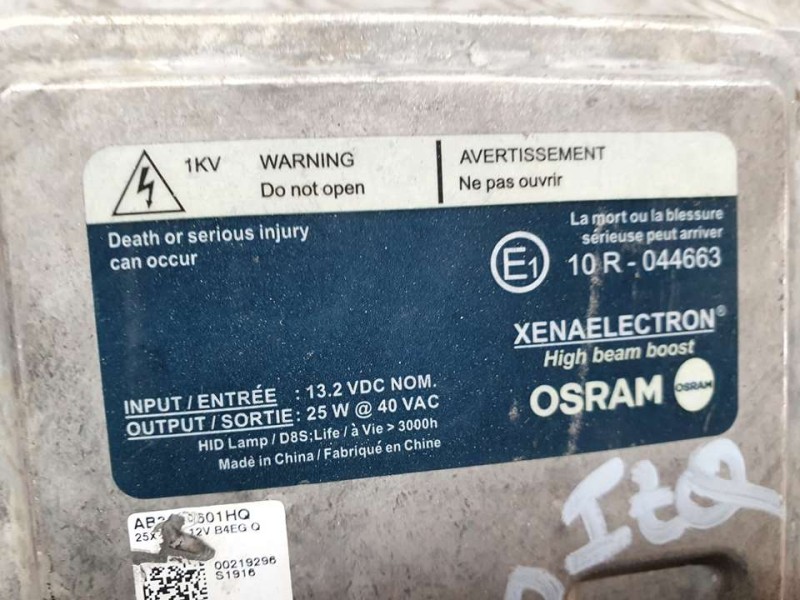 1KV WARNING AVERTISSEMENT
Do not open Ne pas ouvrir
Death or serious injury
can occur
La mort ou la blessure
sérieuse peut arriver
E1 10 R - 044663
XENAELECTRON®
High beam boost
OSRAM OSRAM
INPUT / ENTRÉE : 13.2 VDC NOM.
OUTPUT / SORTIE : 25 W @ 40 VAC
HID Lamp / D8S;Life / à Vie > 3000h
Made in China / Fabriqué en Chine
12V B4EG Q
00219296
S1916